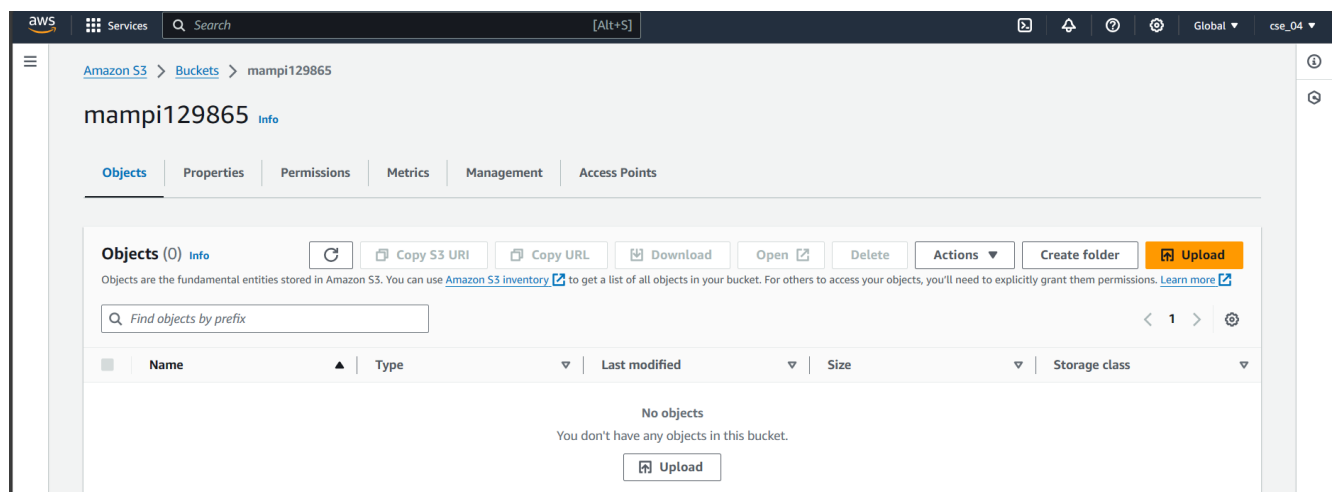 aws Services Search [Alt+S] Global ▼ cse_04 ▼
Amazon S3 > Buckets > mampi129865
mampi129865 Info
Objects Properties Permissions Metrics Management Access Points
Objects (0) Info Copy S3 URI Copy URL Download Open Delete Actions ▼ Create folder Upload
Objects are the fundamental entities stored in Amazon S3. You can use Amazon S3 inventory to get a list of all objects in your bucket. For others to access your objects, you'll need to explicitly grant them permissions. Learn more
Find objects by prefix < 1 >
Name ▲ Type ▽ Last modified ▽ Size ▽ Storage class ▽
No objects
You don't have any objects in this bucket.
Upload